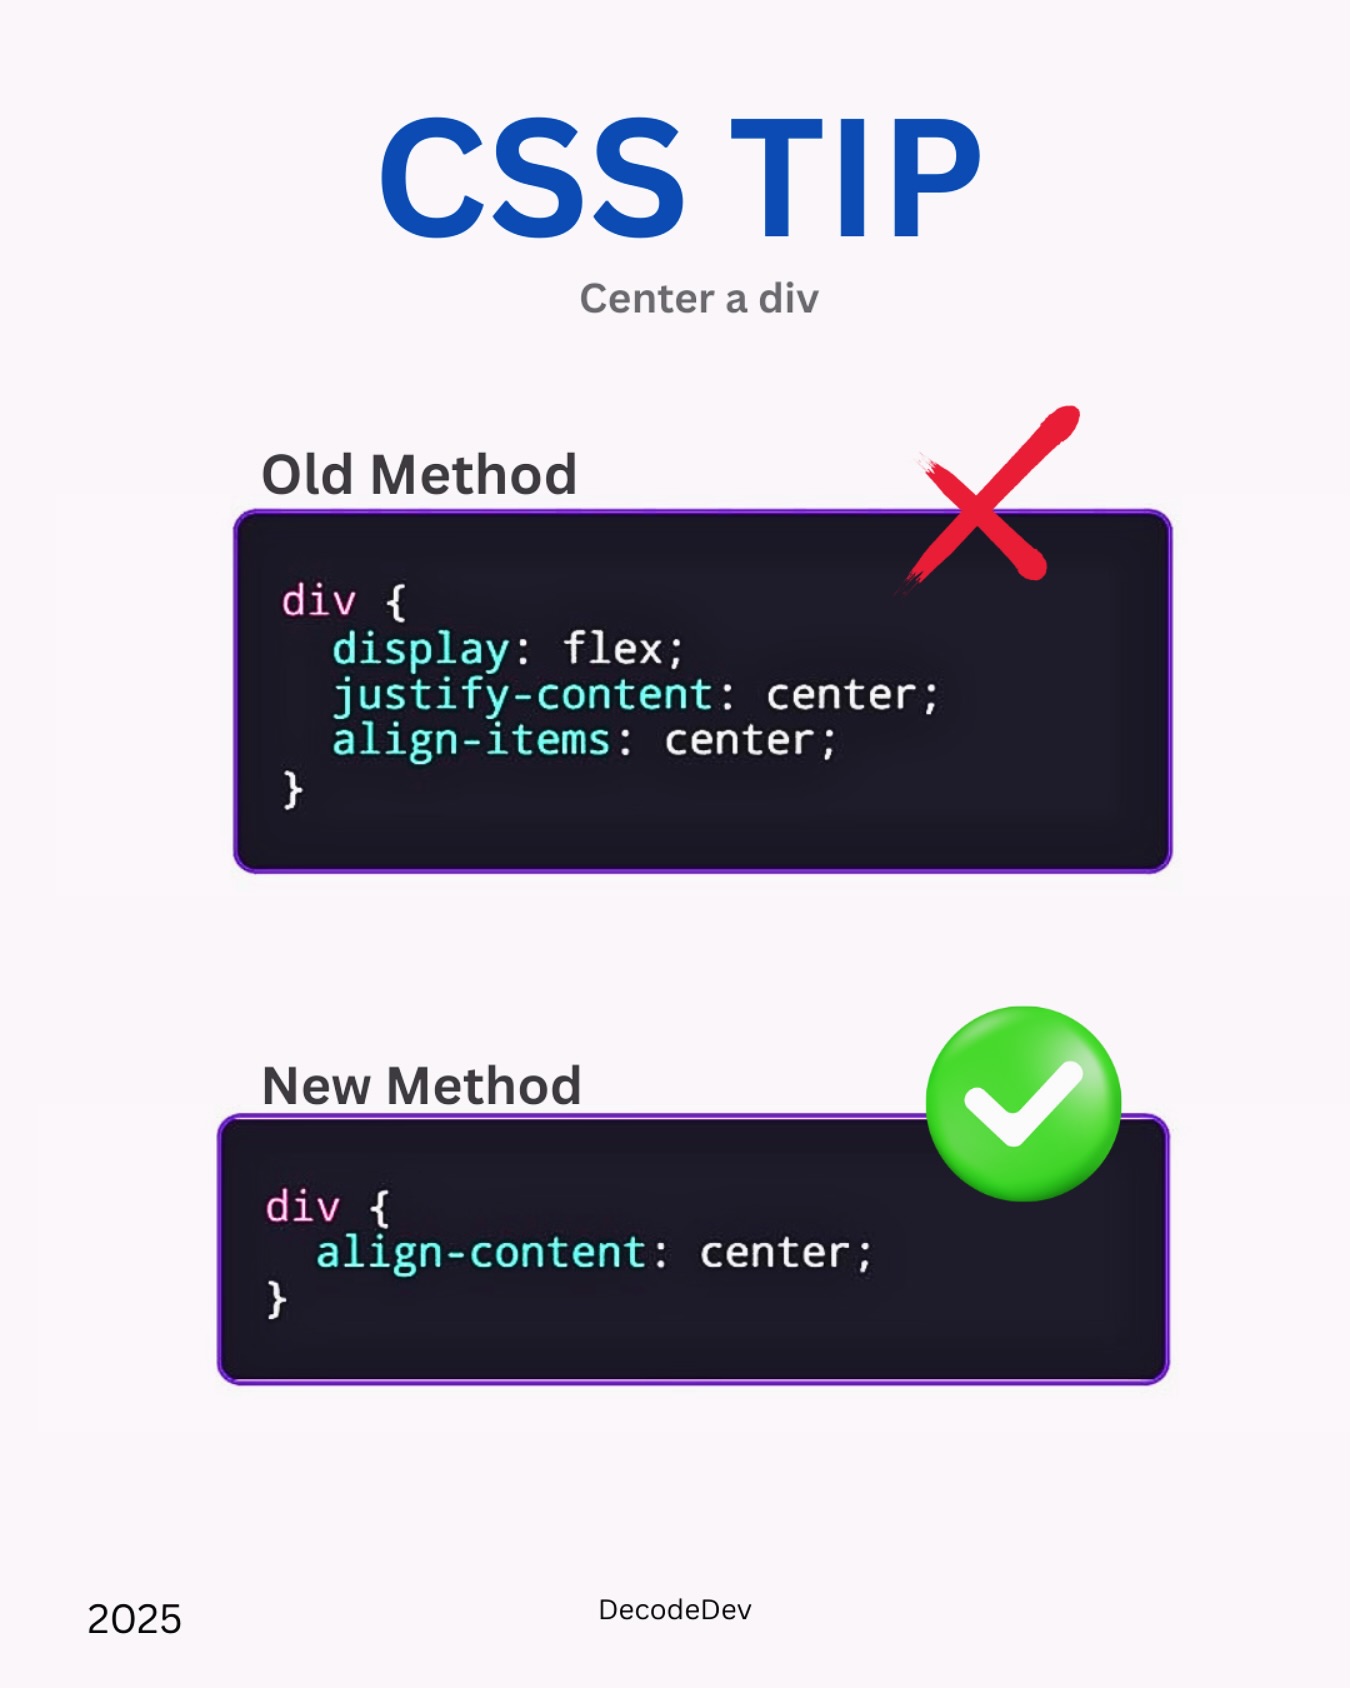 CSS TIP
Center a div
Old Method
div {
  display: flex;
  justify-content: center;
  align-items: center;
}
New Method
div {
  align-content: center;
}
2025
DecodeDev